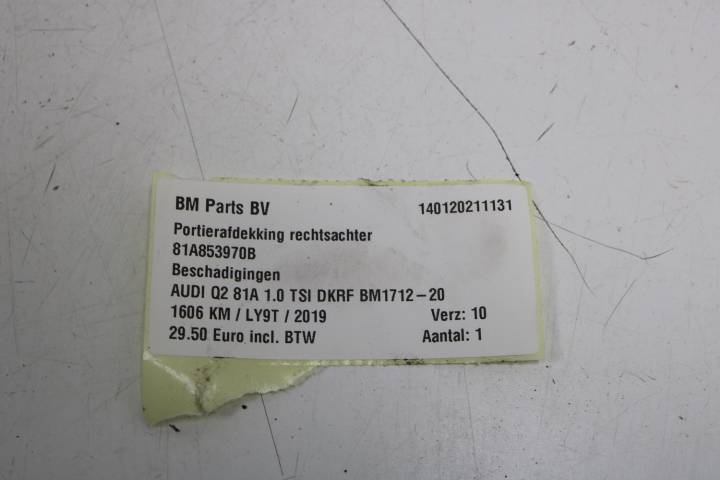 BM Parts BV 140120211131
Portierafdekking rechtsachter
81A853970B
Beschadigingen
AUDI Q2 81A 1.0 TSI DKRF BM1712-20
1606 KM / LY9T / 2019 Verz: 10
29.50 Euro incl. BTW Aantal: 1